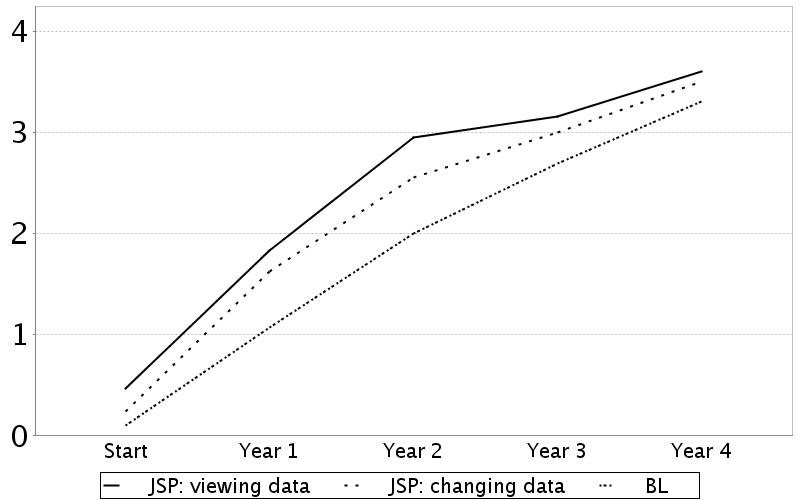 4
3
2
1
0
Start Year 1 Year 2 Year 3 Year 4
JSP: viewing data JSP: changing data BL